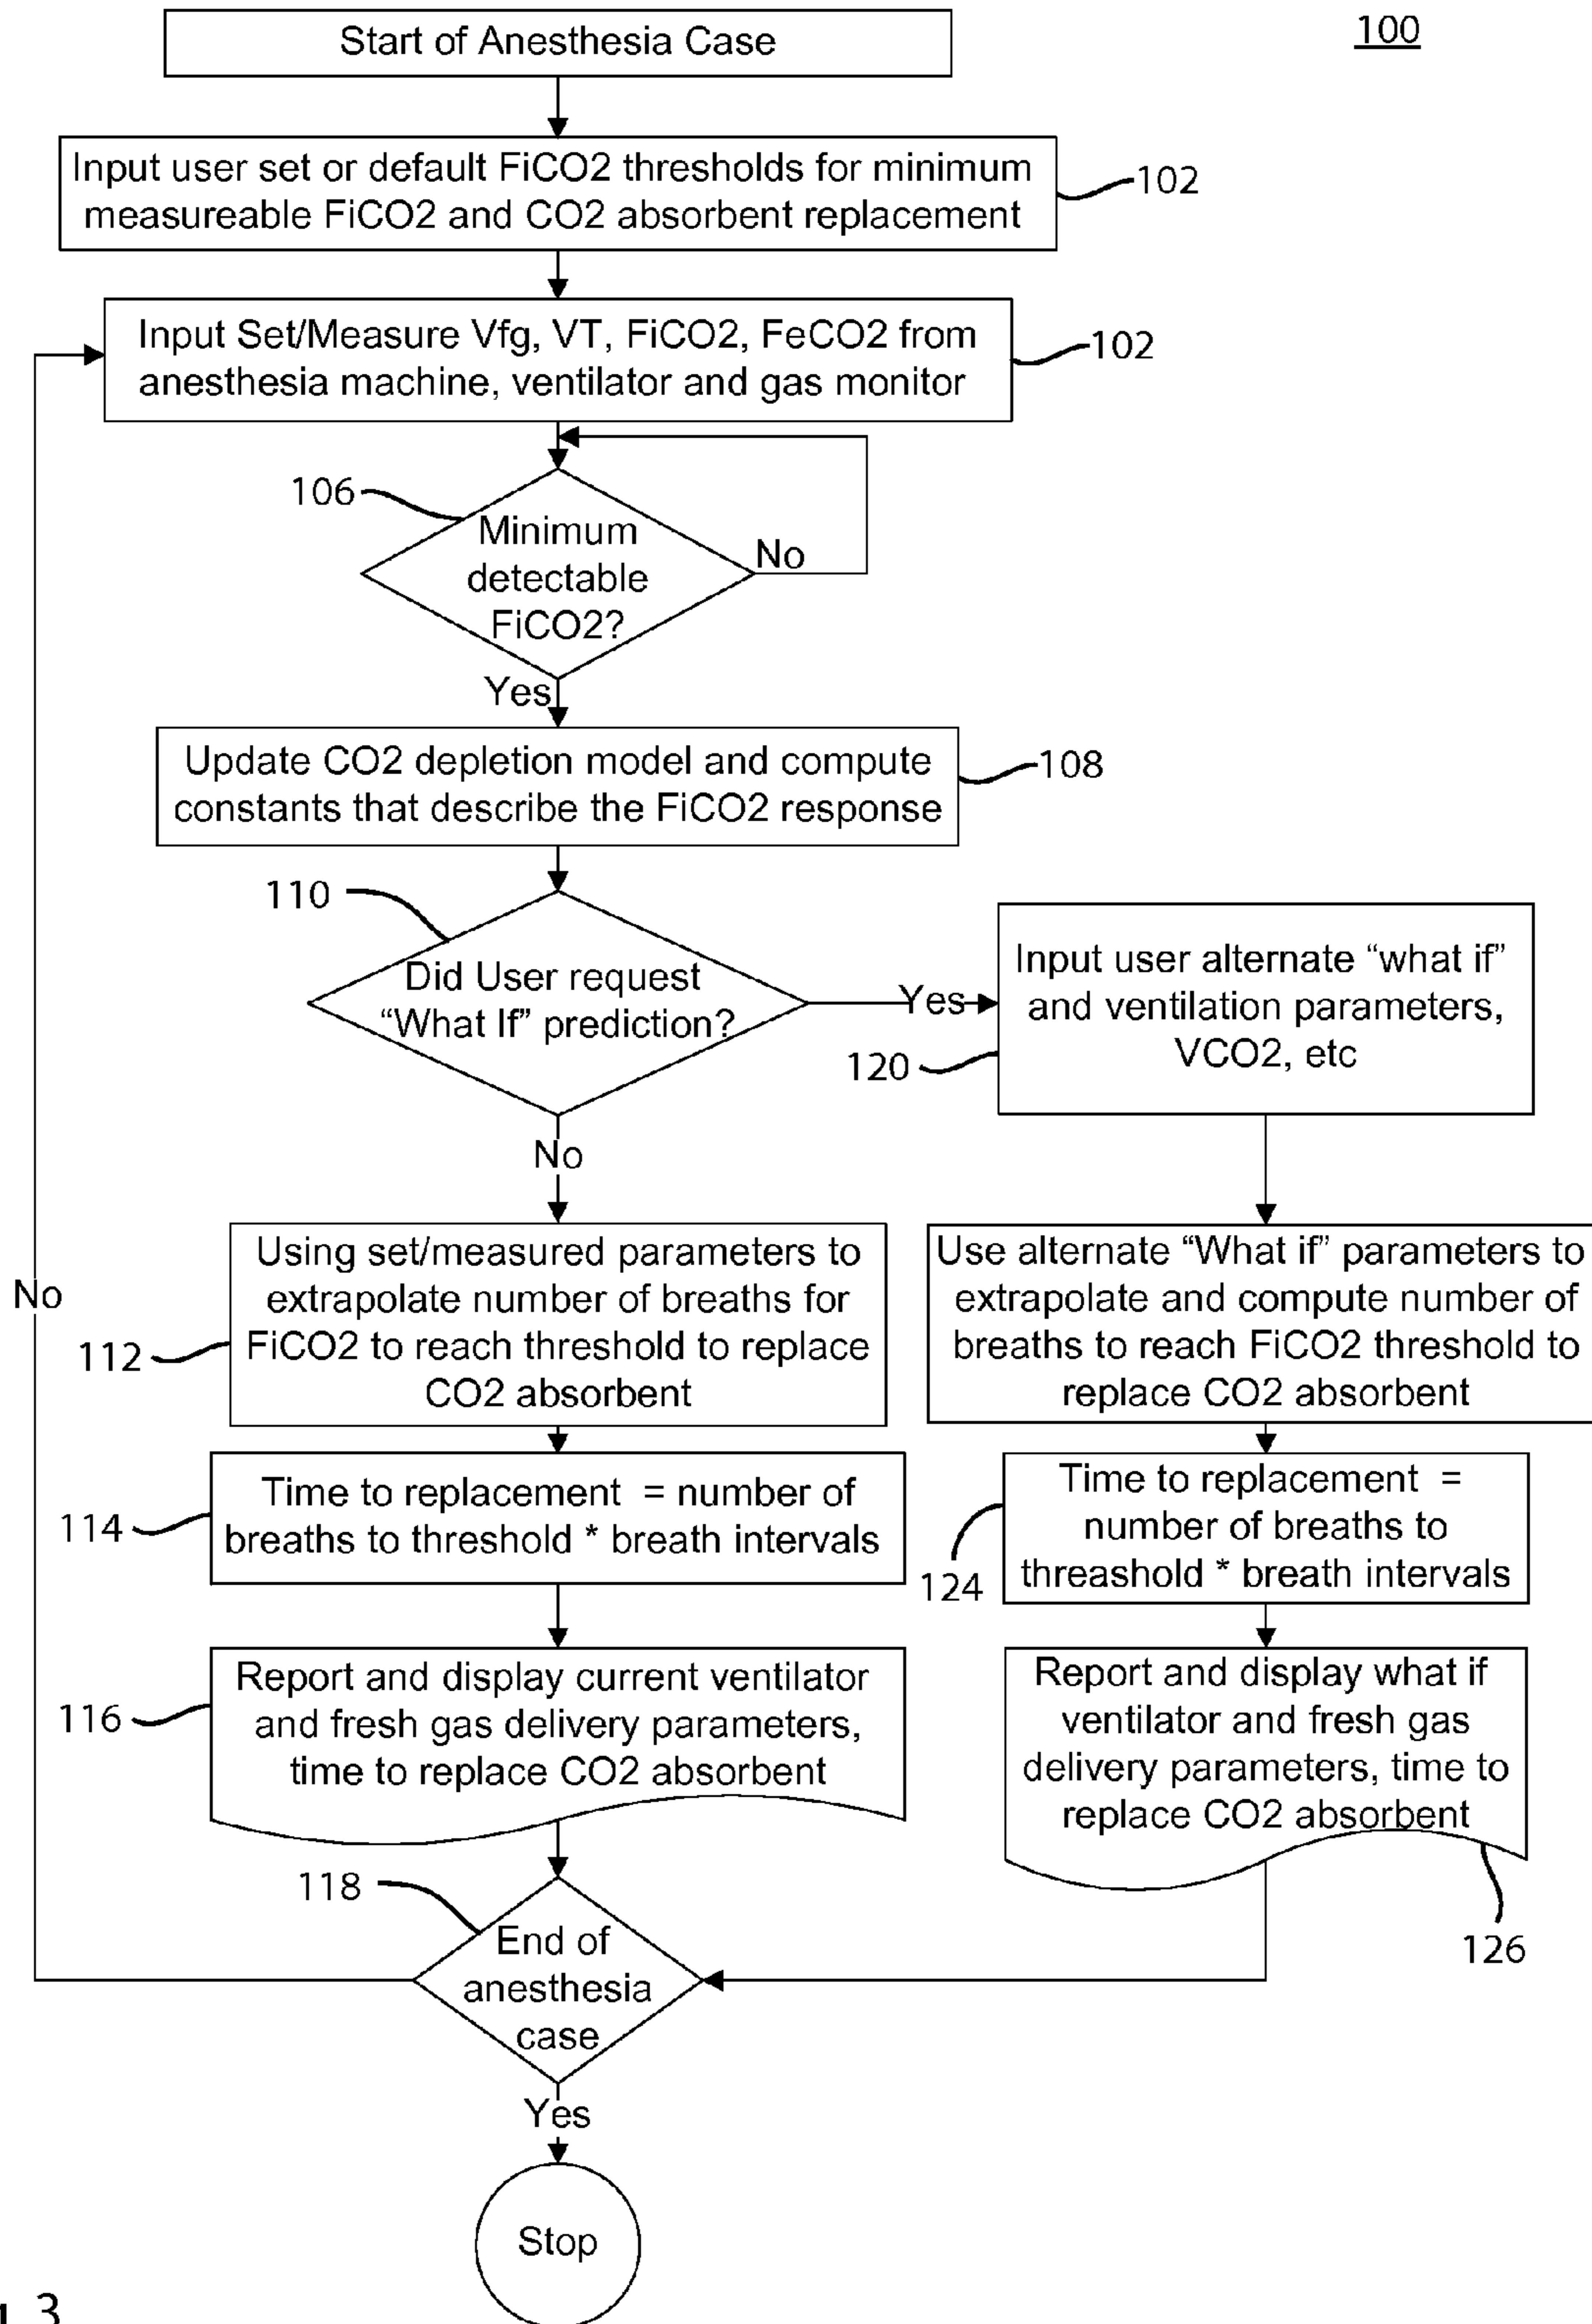 100
Start of Anesthesia Case
Input user set or default FiCO2 thresholds for minimum
measureable FiCO2 and CO2 absorbent replacement
102
Input Set/Measure Vfg, VT, FiCO2, FeCO2 from
anesthesia machine, ventilator and gas monitor
102
106
Minimum
detectable
FiCO2?
No
Yes
Update CO2 depletion model and compute
constants that describe the FiCO2 response
108
110
Did User request
“What If” prediction?
Yes
Input user alternate “what if”
and ventilation parameters,
VCO2, etc
120
No
No
Using set/measured parameters to
extrapolate number of breaths for
FiCO2 to reach threshold to replace
CO2 absorbent
112
Use alternate “What if” parameters to
extrapolate and compute number of
breaths to reach FiCO2 threshold to
replace CO2 absorbent
Time to replacement = number of
breaths to threshold * breath intervals
114
Time to replacement =
number of breaths to
threashold * breath intervals
124
Report and display current ventilator
and fresh gas delivery parameters,
time to replace CO2 absorbent
116
Report and display what if
ventilator and fresh gas
delivery parameters, time to
replace CO2 absorbent
126
118
End of
anesthesia
case
Yes
Stop
3